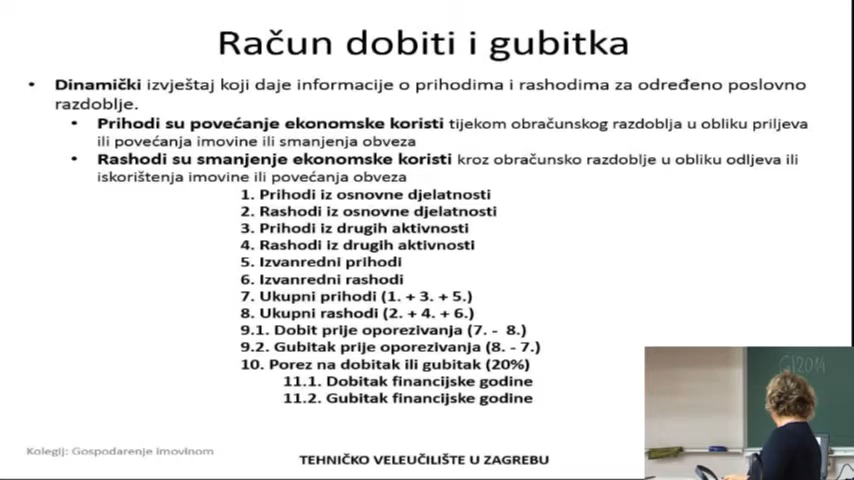 Račun dobiti i gubitka
• Dinamički izvještaj koji daje informacije o prihodima i rashodima za određeno poslovno
razdoblje.
• Prihodi su povećanje ekonomske koristi tijekom obračunskog razdoblja u obliku priljeva
ili povećanja imovine ili smanjenja obveza
• Rashodi su smanjenje ekonomske koristi kroz obračunsko razdoblje u obliku odljeva ili
iskorištenja imovine ili povećanja obveza
1. Prihodi iz osnovne djelatnosti
2. Rashodi iz osnovne djelatnosti
3. Prihodi iz drugih aktivnosti
4. Rashodi iz drugih aktivnosti
5. Izvanredni prihodi
6. Izvanredni rashodi
7. Ukupni prihodi (1. + 3. + 5.)
8. Ukupni rashodi (2. + 4. + 6.)
9.1. Dobit prije oporezivanja (7. - 8.)
9.2. Gubitak prije oporezivanja (8. - 7.)
10. Porez na dobitak ili gubitak (20%)
11.1. Dobitak financijske godine
11.2. Gubitak financijske godine
GI2014
Kolegij: Gospodarenje imovinom
TEHNIČKO VELEUČILIŠTE U ZAGREBU